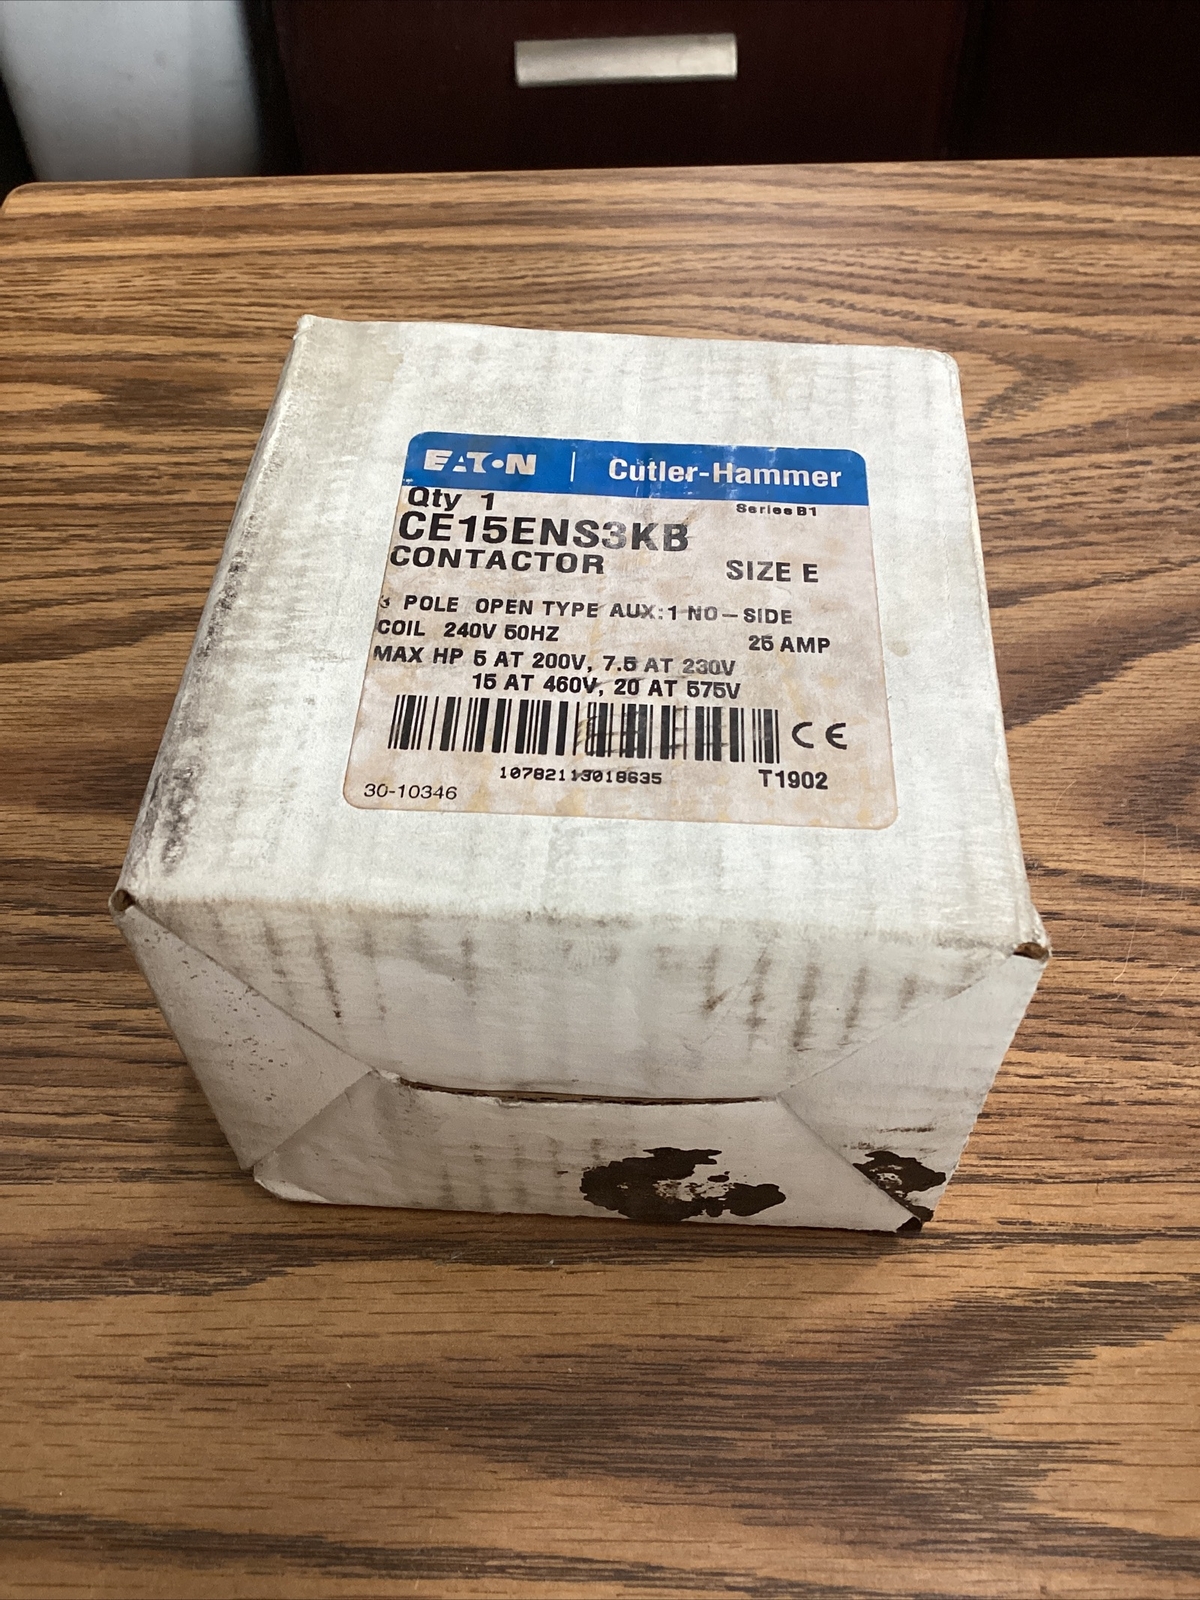 EATON | Cutler-Hammer
Qty 1 Series B1
CE15ENS3KB
CONTACTOR SIZE E
3 POLE OPEN TYPE AUX:1 NO-SIDE
COIL 240V 50HZ 25 AMP
MAX HP 5 AT 200V, 7.5 AT 230V
15 AT 460V, 20 AT 575V
CE
10782113018635 T1902
30-10346